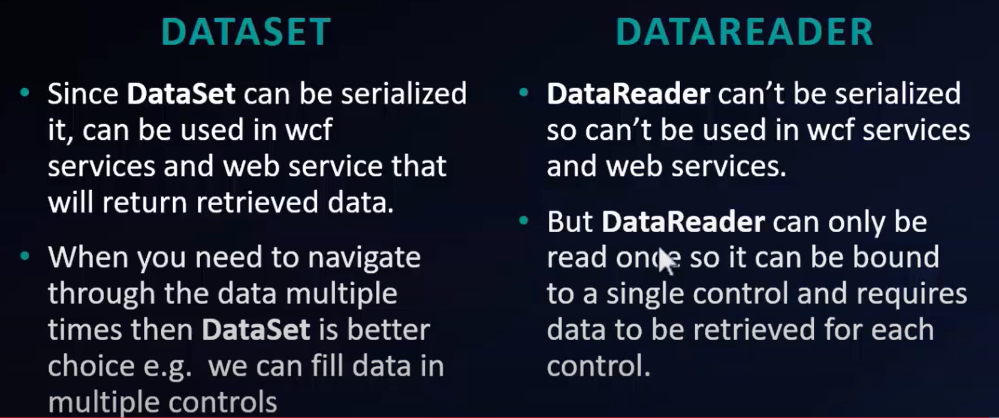 DATASET
• Since DataSet can be serialized
it, can be used in wcf
services and web service that
will return retrieved data.
• When you need to navigate
through the data multiple
times then DataSet is better
choice e.g.  we can fill data in
multiple controls
DATAREADER
• DataReader can't be serialized
so can't be used in wcf services
and web services.
• But DataReader can only be
read once so it can be bound
to a single control and requires
data to be retrieved for each
control.